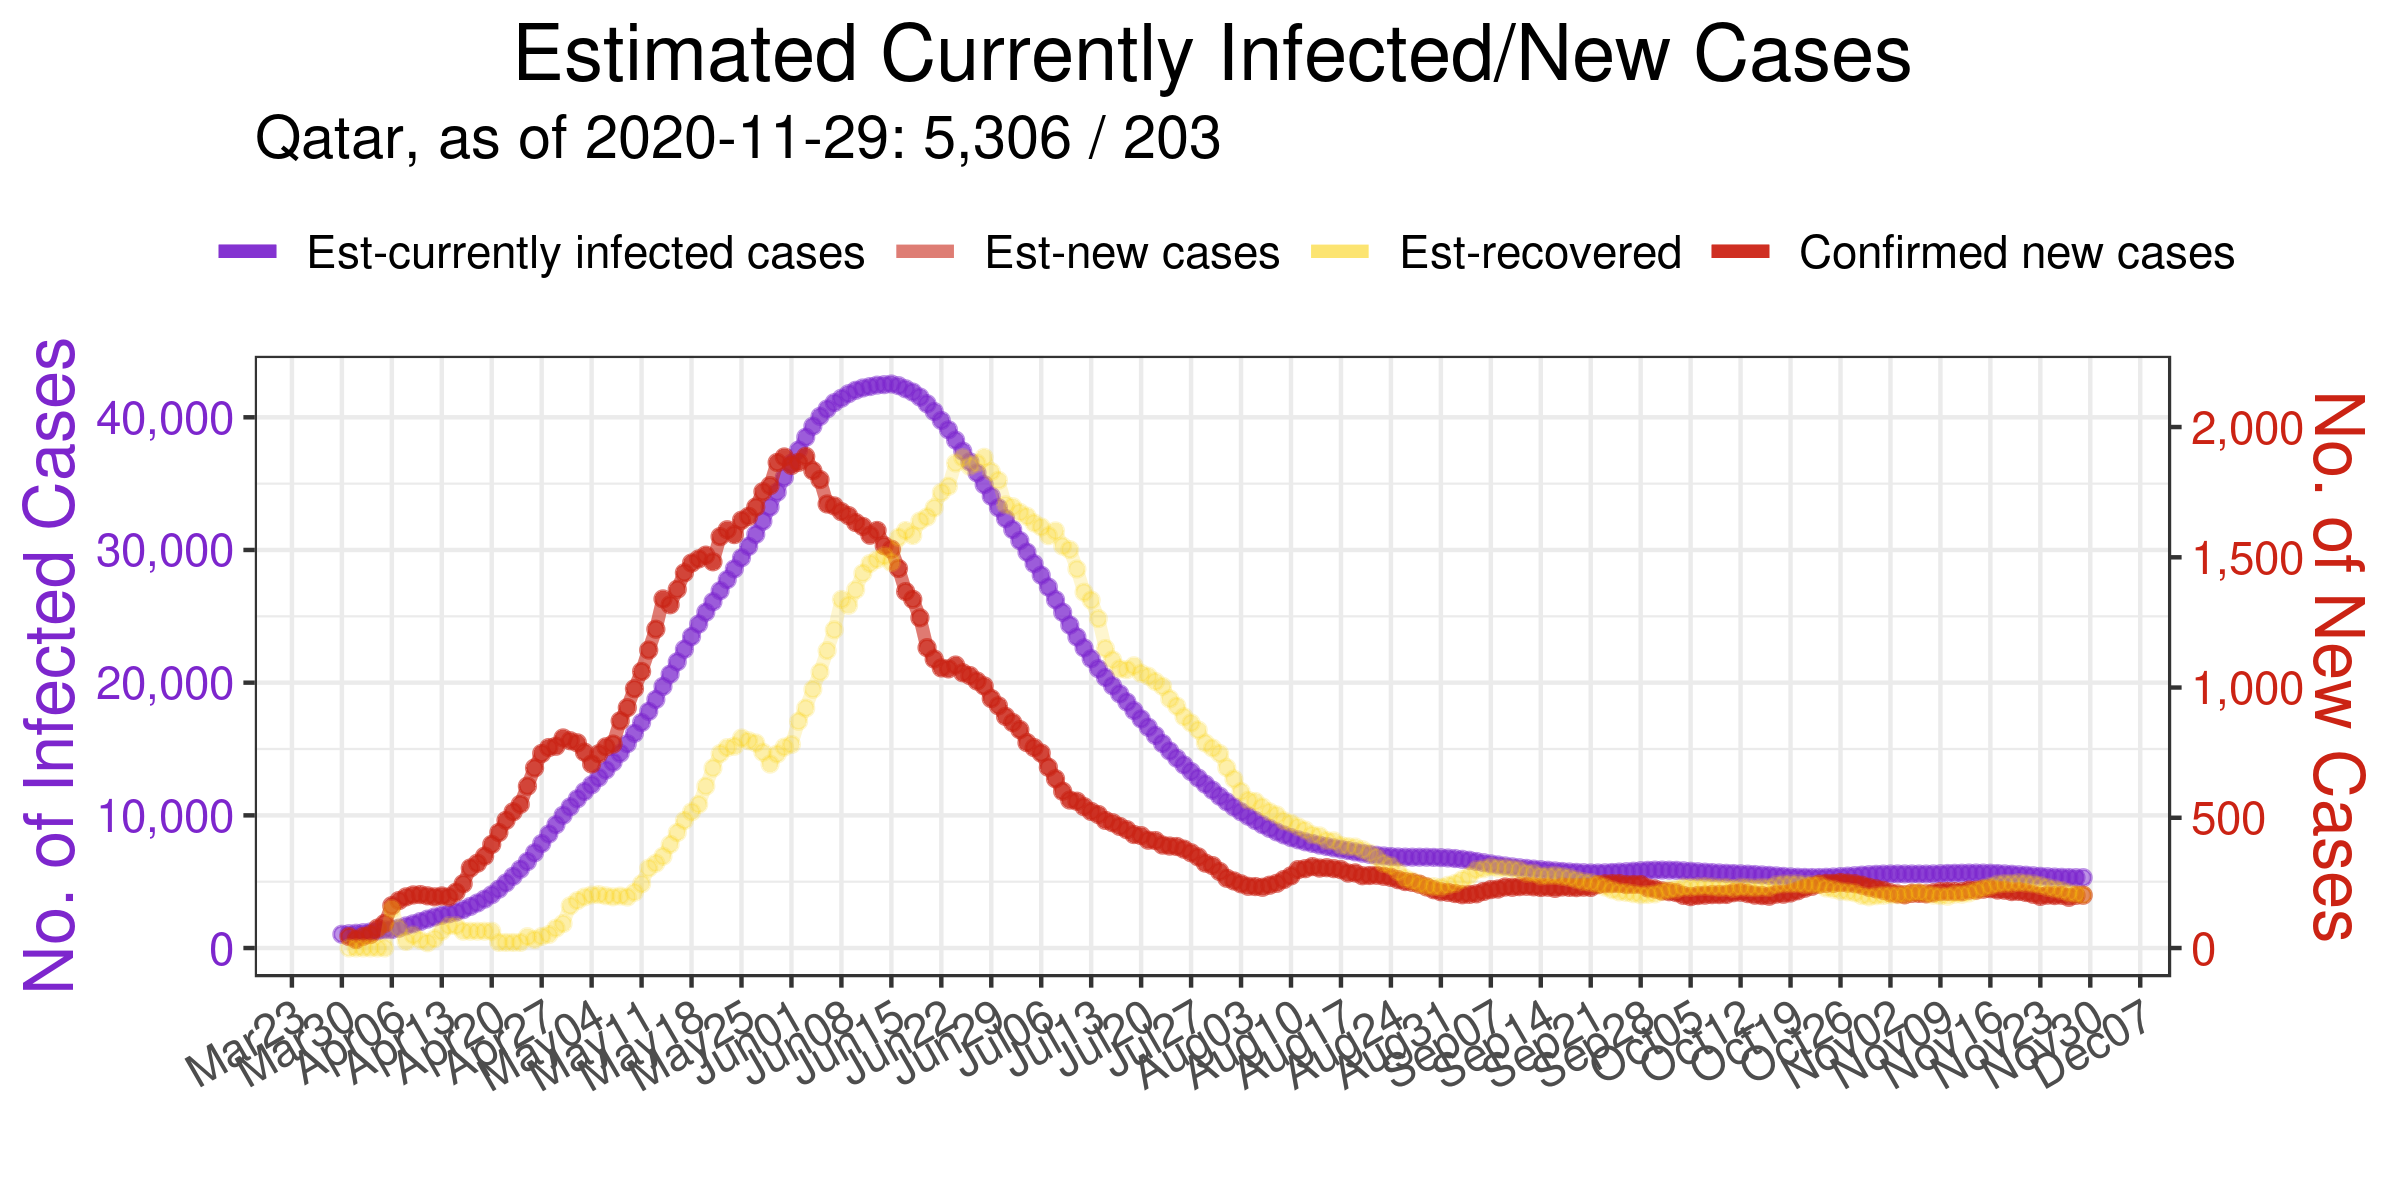 Estimated Currently Infected/New Cases
Qatar, as of 2020-11-29: 5,306 / 203
Est-currently infected cases Est-new cases Est-recovered Confirmed new cases
No. of Infected Cases
40,000
30,000
20,000
10,000
0
2,000
1,500
1,000
500
0
No. of New Cases
Mar23
Mar30
Apr06
Apr13
Apr20
Apr27
May04
May11
May18
May25
Jun01
Jun08
Jun15
Jun22
Jun29
Jul06
Jul13
Jul20
Jul27
Aug03
Aug10
Aug17
Aug24
Aug31
Sep07
Sep14
Sep21
Sep28
Oct05
Oct12
Oct19
Oct26
Nov02
Nov09
Nov16
Nov23
Nov30
Dec07